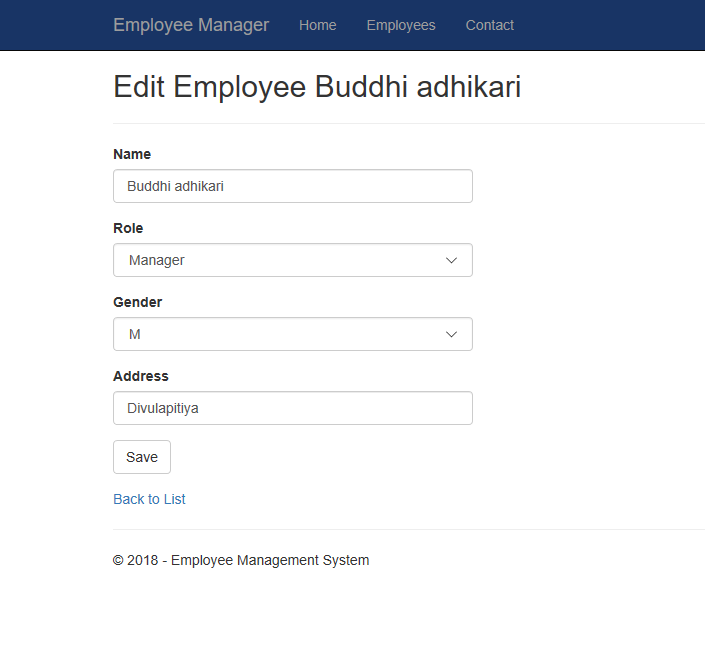 Employee Manager Home Employees Contact
Edit Employee Buddhi adhikari
Name
Buddhi adhikari
Role
Manager
Gender
M
Address
Divulapitiya
Save
Back to List
© 2018 - Employee Management System